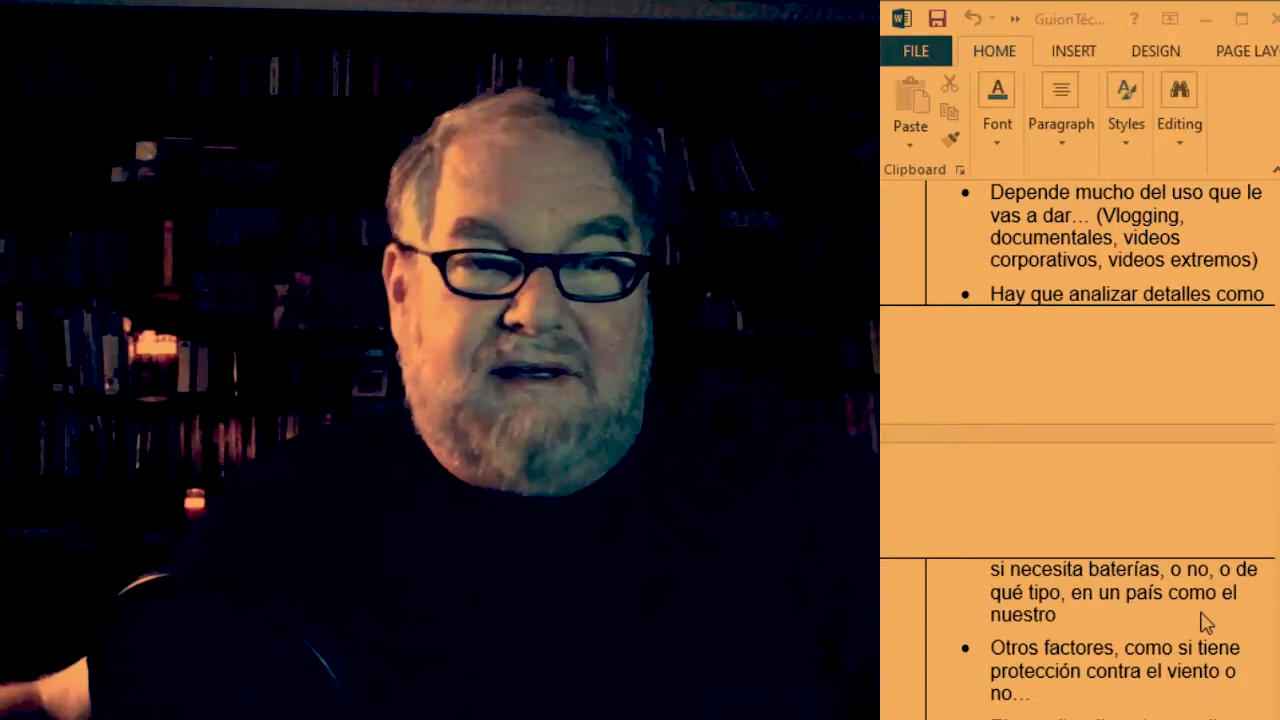 GuionTéc...
FILE HOME INSERT DESIGN PAGE LAY
Paste Font Paragraph Styles Editing
Clipboard
Depende mucho del uso que le
vas a dar… (Vlogging,
documentales, videos
corporativos, videos extremos)
Hay que analizar detalles como
si necesita baterías, o no, o de
qué tipo, en un país como el
nuestro
Otros factores, como si tiene
protección contra el viento o
no…